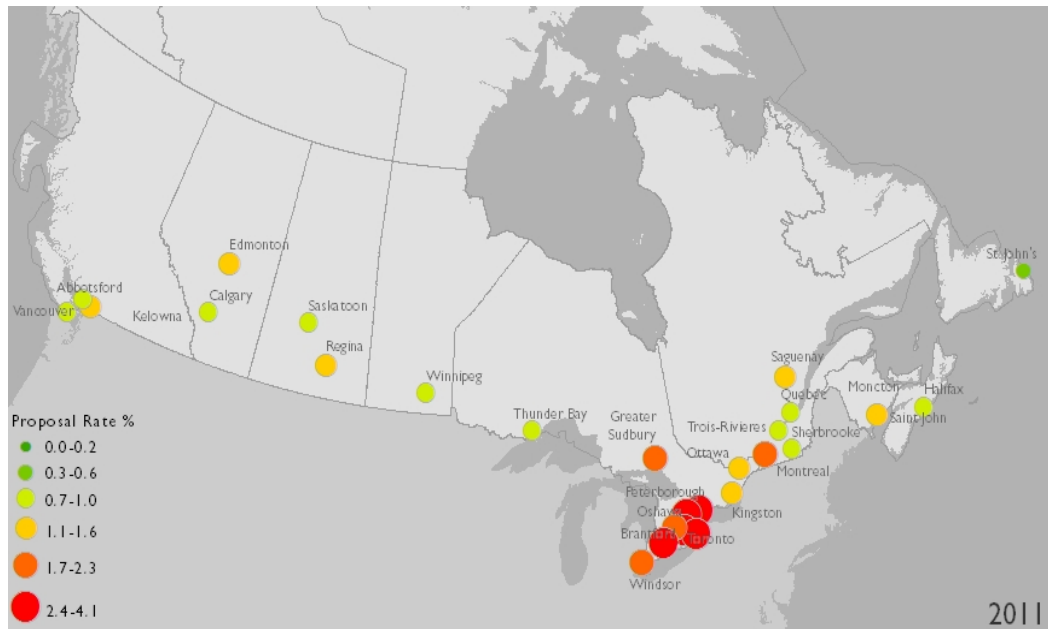 St. John's
Edmonton
Abbotsford
Calgary
Vancouver
Kelowna
Saskatoon
Regina
Saguenay
Winnipeg
Moncton
Halifax
Quebec
Saint John
Thunder Bay
Greater
Sudbury
Trois-Rivieres
Sherbrooke
Ottawa
Montreal
Peterborough
Kingston
Oshawa
Brantford
Toronto
Windsor
Proposal Rate %
0.0-0.2
0.3-0.6
0.7-1.0
1.1-1.6
1.7-2.3
2.4-4.1
2011